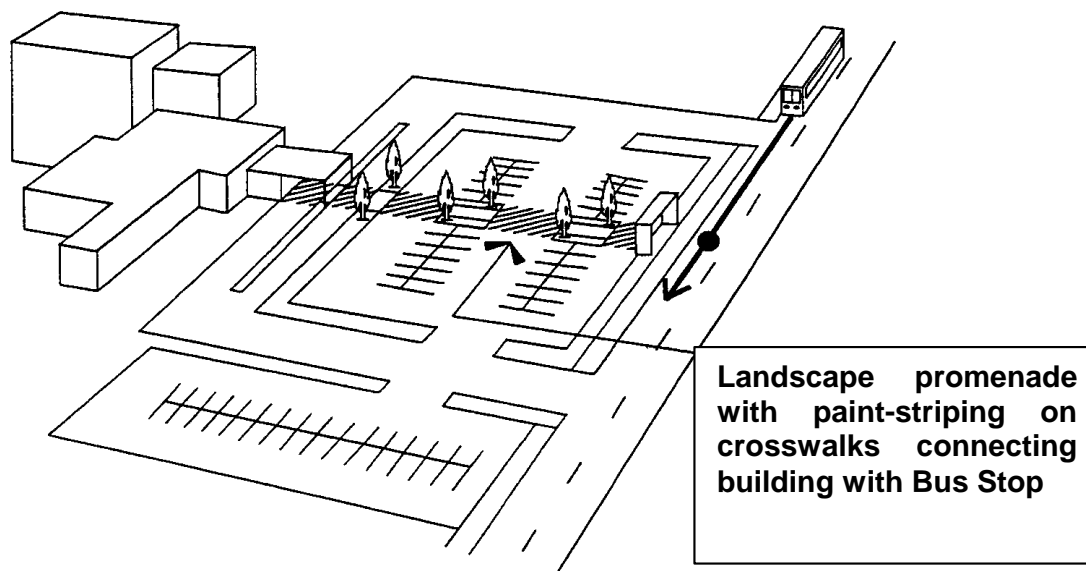 Landscape promenade
with paint-striping on
crosswalks connecting
building with Bus Stop